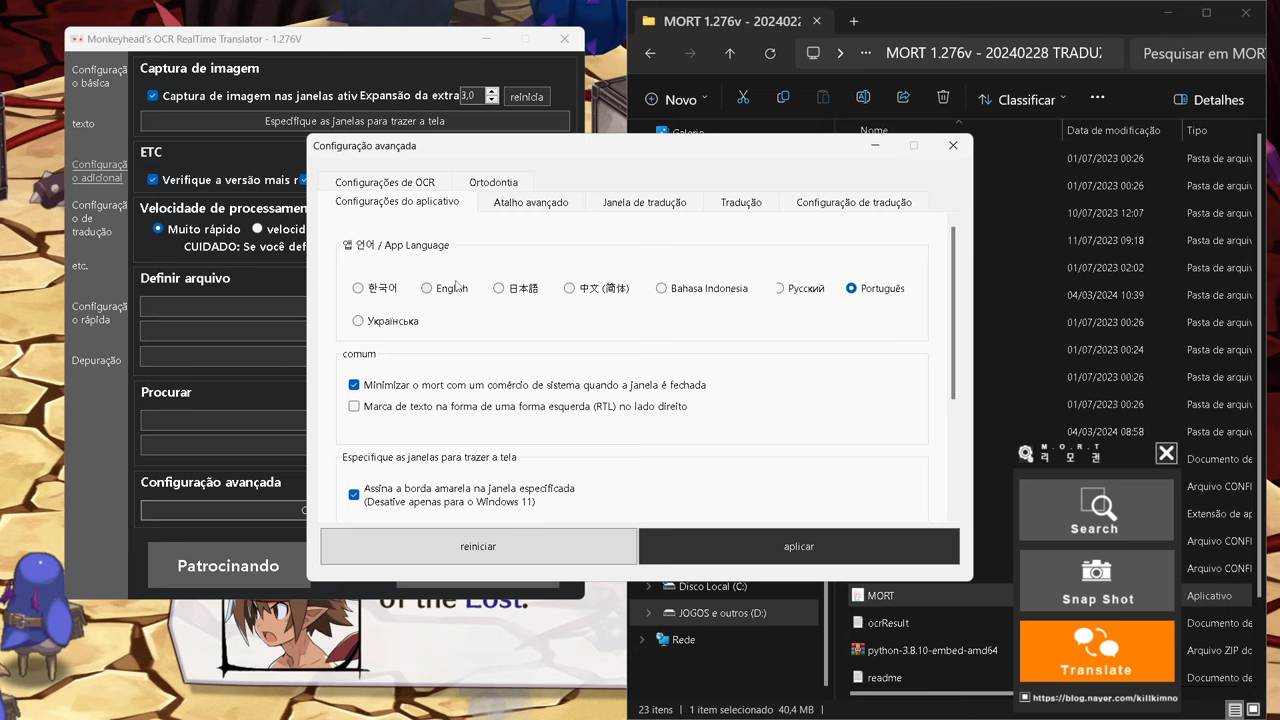 Monkeyhead's OCR RealTime Translator - 1.276V
Configuraçã
o básica
texto
Configuraçã
o adicional
Configuraçã
o de
tradução
etc.
Configuraçã
o rápida
Depuração
Captura de imagem
Captura de imagem nas janelas ativ Expansão da extra 3,0 reinicia
Especifique as janelas para trazer a tela
ETC
Verifique a versão mais r
Velocidade de processamen
Muito rápido velocid
CUIDADO: Se você def
Definir arquivo
Procurar
Configuração avançada
Patrocinando
of the Lost.
Configuração avançada
Configurações de OCR Ortodontia
Configurações do aplicativo Atalho avançado Janela de tradução Tradução Configuração de tradução
앱 언어 / App Language
한국어 English 日本語 中文 (简体) Bahasa Indonesia Русский Português
Українська
comum
Minimizar o mort com um comércio de sistema quando a janela é fechada
Marca de texto na forma de uma forma esquerda (RTL) no lado direito
Especifique as janelas para trazer a tela
Assina a borda amarela na janela especificada
(Desative apenas para o Windows 11)
reiniciar aplicar
MORT 1.276v - 2024022
MORT 1.276v - 20240228 TRADUZ
Pesquisar em MOR
Novo Classificar Detalhes
Galeria
Nome Data de modificação Tipo
01/07/2023 00:26 Pasta de arquiv
01/07/2023 00:26 Pasta de arquiv
10/07/2023 12:07 Pasta de arquiv
11/07/2023 09:18 Pasta de arquiv
01/07/2023 02:02 Pasta de arquiv
04/03/2024 10:39 Pasta de arquiv
01/07/2023 00:26 Pasta de arquiv
01/07/2023 00:24 Pasta de arquiv
01/07/2023 00:26 Pasta de arquiv
01/07/2023 00:26 Pasta de arquiv
04/03/2024 08:58 Pasta de arquiv
Documento de
Arquivo CONFI
Extensão de ap
Arquivo CONFI
Arquivo CONFI
Disco Local (C:)
MORT Aplicativo
JOGOS e outros (D:)
ocrResult Documento de
Rede
python-3.8.10-embed-amd64 Arquivo ZIP do
readme Documento de
23 itens 1 item selecionado 40,4 MB
M.O.R.T
리 모 컨
Search
Snap Shot
Translate
https://blog.naver.com/killkimno